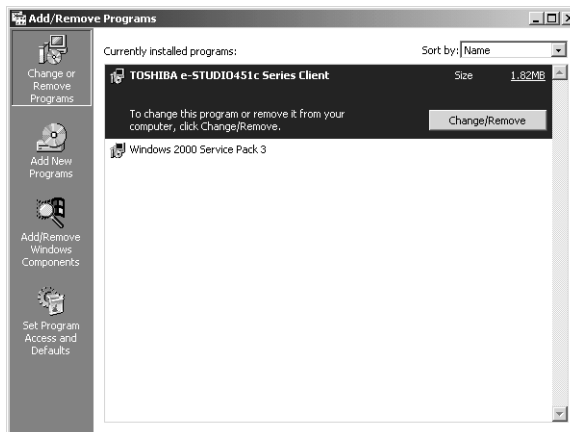 Add/Remove Programs
Change or
Remove
Programs
Add New
Programs
Add/Remove
Windows
Components
Set Program
Access and
Defaults
Currently installed programs:
Sort by: Name
TOSHIBA e-STUDIO451c Series Client
Size 1.82MB
To change this program or remove it from your
computer, click Change/Remove.
Change/Remove
Windows 2000 Service Pack 3